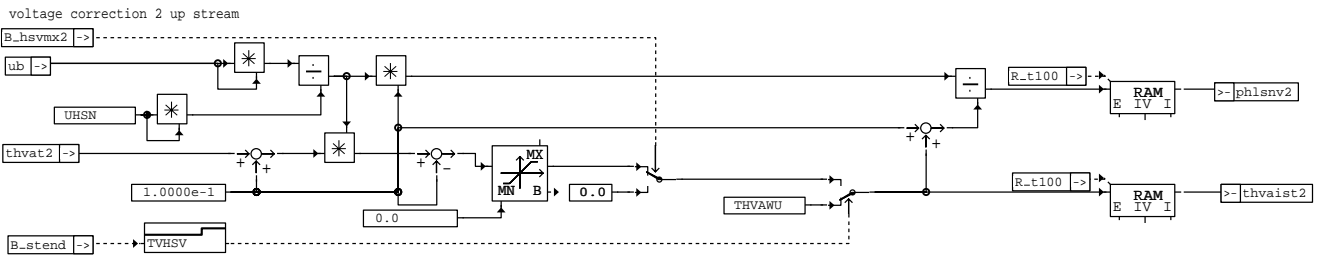 voltage correction 2 up stream
B_hsvmx2 ->
ub ->
UHSN
R_t100 ->
RAM
E IV I
>- phlsnv2
thvat2 ->
+
+
+
-
+
+
MX
MN B
1.0000e-1
0.0
0.0
THVAWU
R_t100 ->
RAM
E IV I
>- thvaist2
B_stend ->
TVHSV